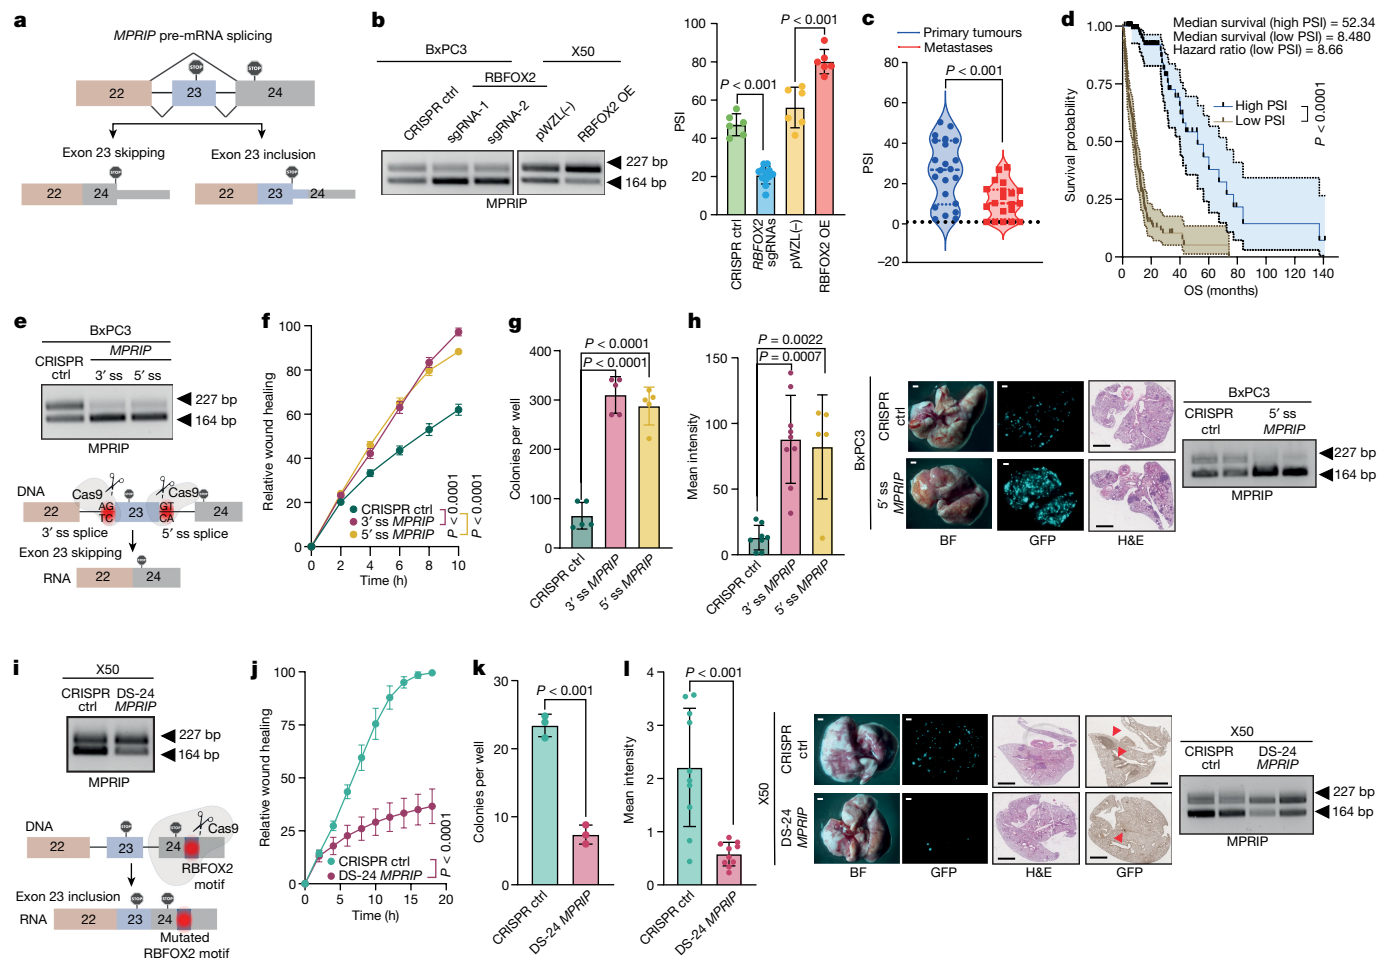 a
MPRIP pre-mRNA splicing
STOP
STOP
22
23
24
Exon 23 skipping
Exon 23 inclusion
STOP
STOP
22
24
22
23
24
b
BxPC3
X50
RBFOX2
CRISPR ctrl
sgRNA-1
sgRNA-2
pWZL(–)
RBFOX2 OE
227 bp
164 bp
MPRIP
P < 0.001
P < 0.001
PSI
100
80
60
40
20
0
CRISPR ctrl
RBFOX2
sgRNAs
pWZL(–)
RBFOX2 OE
c
Primary tumours
Metastases
P < 0.001
PSI
80
60
40
20
0
–20
d
Median survival (high PSI) = 52.34
Median survival (low PSI) = 8.480
Hazard ratio (low PSI) = 8.66
High PSI
Low PSI
P < 0.0001
Survival probability
1.00
0.75
0.50
0.25
0
0 20 40 60 80 100 120 140
OS (months)
e
BxPC3
MPRIP
CRISPR
ctrl
3′ ss
5′ ss
227 bp
164 bp
MPRIP
DNA
Cas9
Cas9
22
AG
TC
23
GT
CA
24
3′ splice
5′ splice
Exon 23 skipping
RNA
22
24
f
Relative wound healing
100
80
60
40
20
0
CRISPR ctrl
3′ ss MPRIP
5′ ss MPRIP
P < 0.0001
P < 0.0001
0 2 4 6 8 10
Time (h)
g
P < 0.0001
P < 0.0001
Colonies per well
400
300
200
100
0
CRISPR ctrl
3′ ss MPRIP
5′ ss MPRIP
h
P = 0.0022
P = 0.0007
Mean intensity
150
100
50
0
CRISPR ctrl
3′ ss MPRIP
5′ ss MPRIP
BxPC3
CRISPR
ctrl
5′ ss
MPRIP
BF
GFP
H&E
BxPC3
CRISPR
ctrl
5′ ss
MPRIP
227 bp
164 bp
MPRIP
i
X50
CRISPR
ctrl
DS-24
MPRIP
227 bp
164 bp
MPRIP
DNA
STOP
STOP
Cas9
22
23
24
RBFOX2
motif
Exon 23 inclusion
STOP
STOP
RNA
22
23
24
Mutated
RBFOX2 motif
j
Relative wound healing
100
75
50
25
0
CRISPR ctrl
DS-24 MPRIP
P < 0.0001
0 5 10 15 20
Time (h)
k
P < 0.001
Colonies per well
30
20
10
0
CRISPR ctrl
DS-24 MPRIP
l
P < 0.001
Mean intensity
4
3
2
1
0
CRISPR ctrl
DS-24 MPRIP
X50
CRISPR
ctrl
DS-24
MPRIP
BF
GFP
H&E
GFP
X50
CRISPR
ctrl
DS-24
MPRIP
227 bp
164 bp
MPRIP